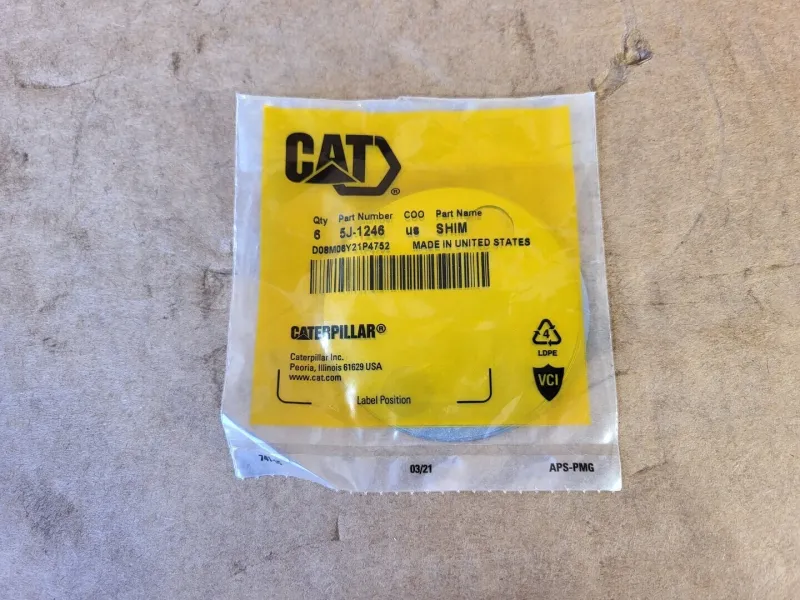 CAT®
Qty Part Number COO Part Name
6 5J-1246 us SHIM
D08M06Y21P4752 MADE IN UNITED STATES
CATERPILLAR®
Caterpillar Inc.
Peoria, Illinois 61629 USA
www.cat.com
Label Position
4
LDPE
VCI
03/21 APS-PMG